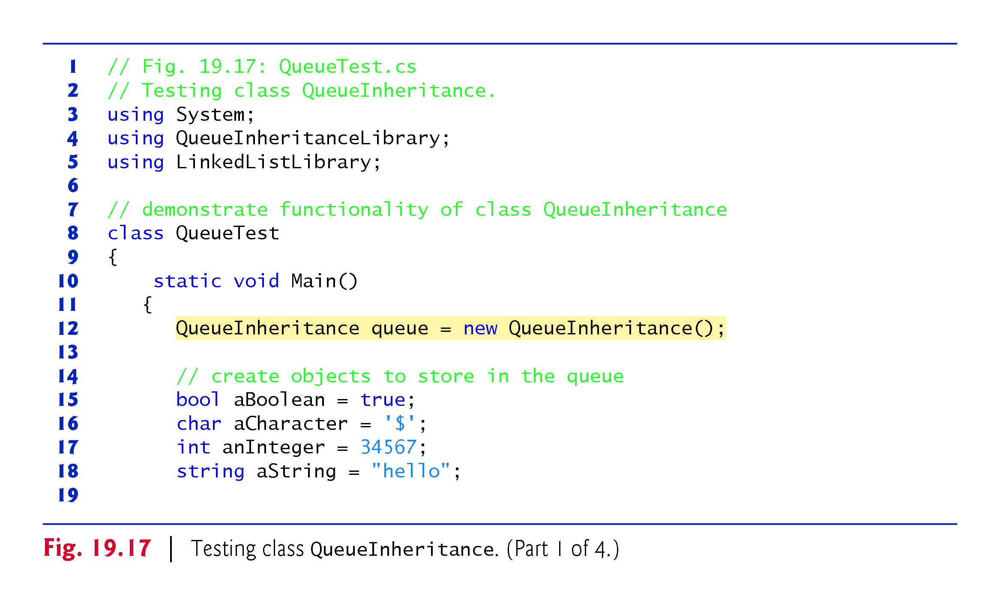 1 // Fig. 19.17: QueueTest.cs
2 // Testing class QueueInheritance.
3 using System;
4 using QueueInheritanceLibrary;
5 using LinkedListLibrary;
6
7 // demonstrate functionality of class QueueInheritance
8 class QueueTest
9 {
10 static void Main()
11 {
12 QueueInheritance queue = new QueueInheritance();
13
14 // create objects to store in the queue
15 bool aBoolean = true;
16 char aCharacter = '$';
17 int anInteger = 34567;
18 string aString = "hello";
19
Fig. 19.17 | Testing class QueueInheritance. (Part 1 of 4.)